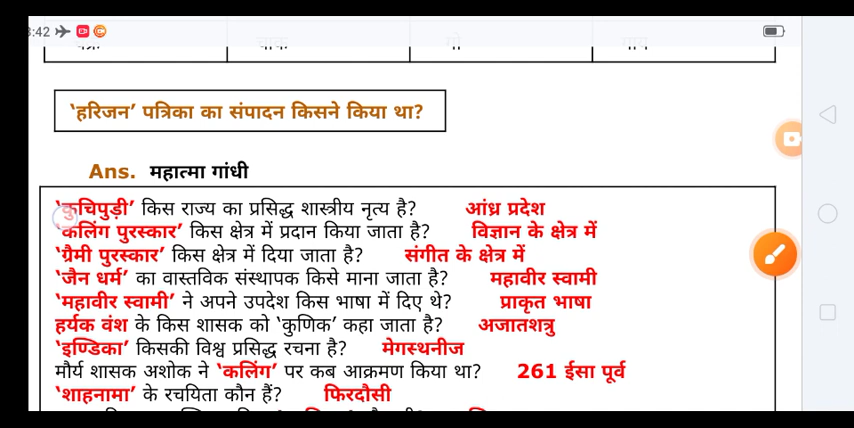 :42
'हरिजन' पत्रिका का संपादन किसने किया था?
Ans. महात्मा गांधी
'कुचिपुड़ी' किस राज्य का प्रसिद्ध शास्त्रीय नृत्य है? आंध्र प्रदेश
'कलिंग पुरस्कार' किस क्षेत्र में प्रदान किया जाता है? विज्ञान के क्षेत्र में
'ग्रैमी पुरस्कार' किस क्षेत्र में दिया जाता है? संगीत के क्षेत्र में
'जैन धर्म' का वास्तविक संस्थापक किसे माना जाता है? महावीर स्वामी
'महावीर स्वामी' ने अपने उपदेश किस भाषा में दिए थे? प्राकृत भाषा
हर्यक वंश के किस शासक को 'कुणिक' कहा जाता है? अजातशत्रु
'इण्डिका' किसकी विश्व प्रसिद्ध रचना है? मेगस्थनीज
मौर्य शासक अशोक ने 'कलिंग' पर कब आक्रमण किया था? 261 ईसा पूर्व
'शाहनामा' के रचयिता कौन हैं? फिरदौसी